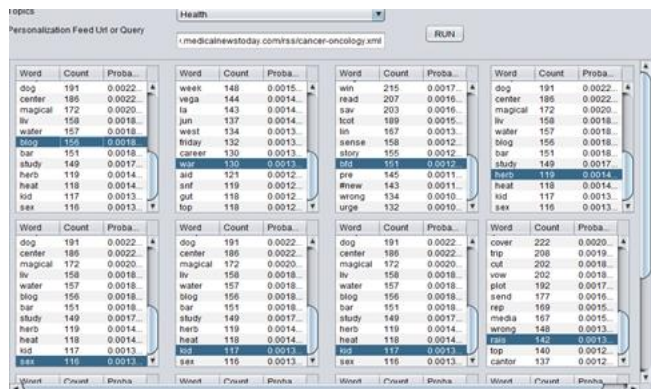 Topics
Health
Personalization Feed Url or Query
.medicalnewstoday.com/rss/cancer-oncology.xml
RUN
Word Count Proba... Word Count Proba... Word Count Proba... Word Count Proba...
dog 191 0.0022... week 148 0.0015... win 215 0.0017... dog 191 0.0022...
center 186 0.0022... vega 144 0.0014... read 207 0.0016... center 186 0.0022...
magical 172 0.0020... la 143 0.0014... sav 203 0.0016... magical 172 0.0020...
liv 158 0.0018... jun 137 0.0014... tcot 189 0.0015... liv 158 0.0018...
water 157 0.0018... west 134 0.0013... lin 167 0.0013... water 157 0.0018...
blog 156 0.0018... friday 132 0.0013... sense 158 0.0012... blog 156 0.0018...
bar 151 0.0018... career 130 0.0013... story 155 0.0012... bar 151 0.0018...
study 149 0.0017... war 130 0.0013... bfd 151 0.0012... study 149 0.0017...
herb 119 0.0014... aid 121 0.0012... pre 145 0.0011... herb 119 0.0014...
heat 118 0.0014... snf 119 0.0012... #new 143 0.0011... heat 118 0.0014...
kid 117 0.0013... gut 118 0.0012... wrong 134 0.0010... kid 117 0.0013...
sex 116 0.0013... top 118 0.0012... urge 132 0.0010... sex 116 0.0013...
Word Count Proba... Word Count Proba... Word Count Proba... Word Count Proba...
dog 191 0.0022... dog 191 0.0022... dog 191 0.0022... cover 222 0.0020...
center 186 0.0022... center 186 0.0022... center 186 0.0022... trip 208 0.0019...
magical 172 0.0020... magical 172 0.0020... magical 172 0.0020... cut 202 0.0018...
liv 158 0.0018... liv 158 0.0018... liv 158 0.0018... vow 202 0.0018...
water 157 0.0018... water 157 0.0018... water 157 0.0018... plot 192 0.0017...
blog 156 0.0018... blog 156 0.0018... blog 156 0.0018... send 177 0.0016...
bar 151 0.0018... bar 151 0.0018... bar 151 0.0018... rep 169 0.0015...
study 149 0.0017... study 149 0.0017... study 149 0.0017... media 167 0.0015...
herb 119 0.0014... herb 119 0.0014... herb 119 0.0014... wrong 148 0.0013...
heat 118 0.0014... heat 118 0.0014... heat 118 0.0014... rais 142 0.0013...
kid 117 0.0013... kid 117 0.0013... kid 117 0.0013... top 140 0.0012...
sex 116 0.0013... sex 116 0.0013... sex 116 0.0013... cantor 137 0.0012...
Word Count Proba... Word Count Proba... Word Count Proba... Word Count Proba...